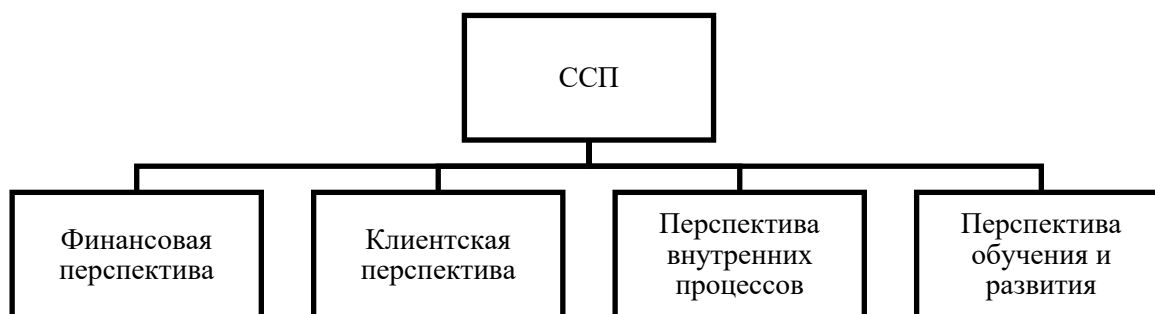 ССП
Финансовая
перспектива
Клиентская
перспектива
Перспектива
внутренних
процессов
Перспектива
обучения и
развития